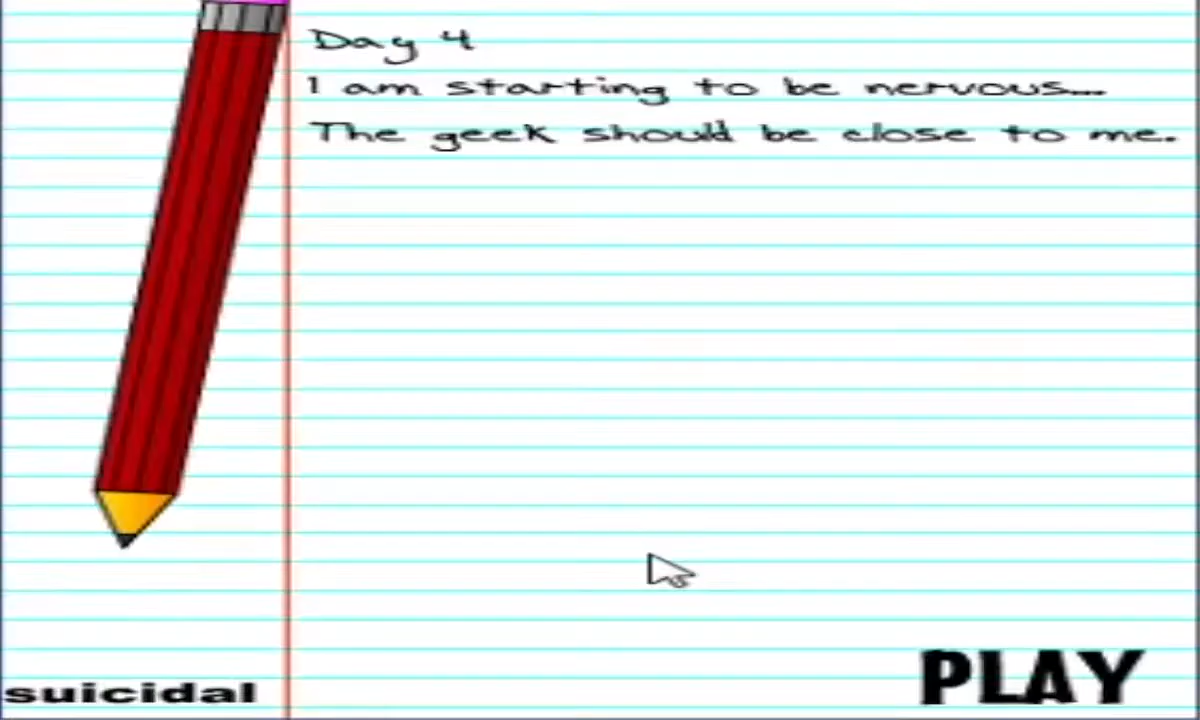 Day 4
I am starting to be nervous...
The geek should be close to me.
suicidal
PLAY